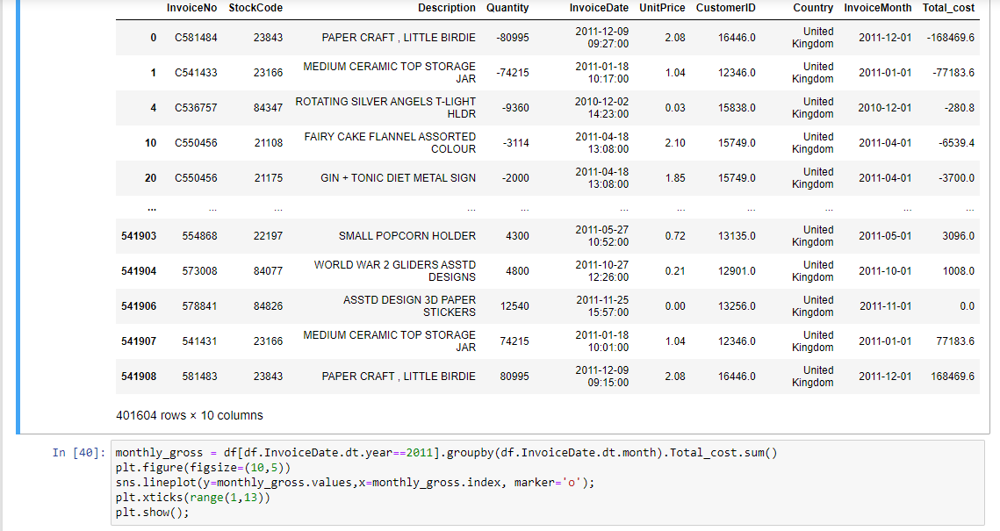 InvoiceNo StockCode Description Quantity InvoiceDate UnitPrice CustomerID Country InvoiceMonth Total_cost
0 C581484 23843 PAPER CRAFT , LITTLE BIRDIE -80995 2011-12-09 09:27:00 2.08 16446.0 United Kingdom 2011-12-01 -168469.6
1 C541433 23166 MEDIUM CERAMIC TOP STORAGE JAR -74215 2011-01-18 10:17:00 1.04 12346.0 United Kingdom 2011-01-01 -77183.6
4 C536757 84347 ROTATING SILVER ANGELS T-LIGHT HLDR -9360 2010-12-02 14:23:00 0.03 15838.0 United Kingdom 2010-12-01 -280.8
10 C550456 21108 FAIRY CAKE FLANNEL ASSORTED COLOUR -3114 2011-04-18 13:08:00 2.10 15749.0 United Kingdom 2011-04-01 -6539.4
20 C550456 21175 GIN + TONIC DIET METAL SIGN -2000 2011-04-18 13:08:00 1.85 15749.0 United Kingdom 2011-04-01 -3700.0
... ... ... ... ... ... ... ... ... ... ...
541903 554868 22197 SMALL POPCORN HOLDER 4300 2011-05-27 10:52:00 0.72 13135.0 United Kingdom 2011-05-01 3096.0
541904 573008 84077 WORLD WAR 2 GLIDERS ASSTD DESIGNS 4800 2011-10-27 12:26:00 0.21 12901.0 United Kingdom 2011-10-01 1008.0
541906 578841 84826 ASSTD DESIGN 3D PAPER STICKERS 12540 2011-11-25 15:57:00 0.00 13256.0 United Kingdom 2011-11-01 0.0
541907 541431 23166 MEDIUM CERAMIC TOP STORAGE JAR 74215 2011-01-18 10:01:00 1.04 12346.0 United Kingdom 2011-01-01 77183.6
541908 581483 23843 PAPER CRAFT , LITTLE BIRDIE 80995 2011-12-09 09:15:00 2.08 16446.0 United Kingdom 2011-12-01 168469.6
401604 rows × 10 columns
In [40]: monthly_gross = df[df.InvoiceDate.dt.year==2011].groupby(df.InvoiceDate.dt.month).Total_cost.sum()
plt.figure(figsize=(10,5))
sns.lineplot(y=monthly_gross.values,x=monthly_gross.index, marker='o');
plt.xticks(range(1,13))
plt.show();